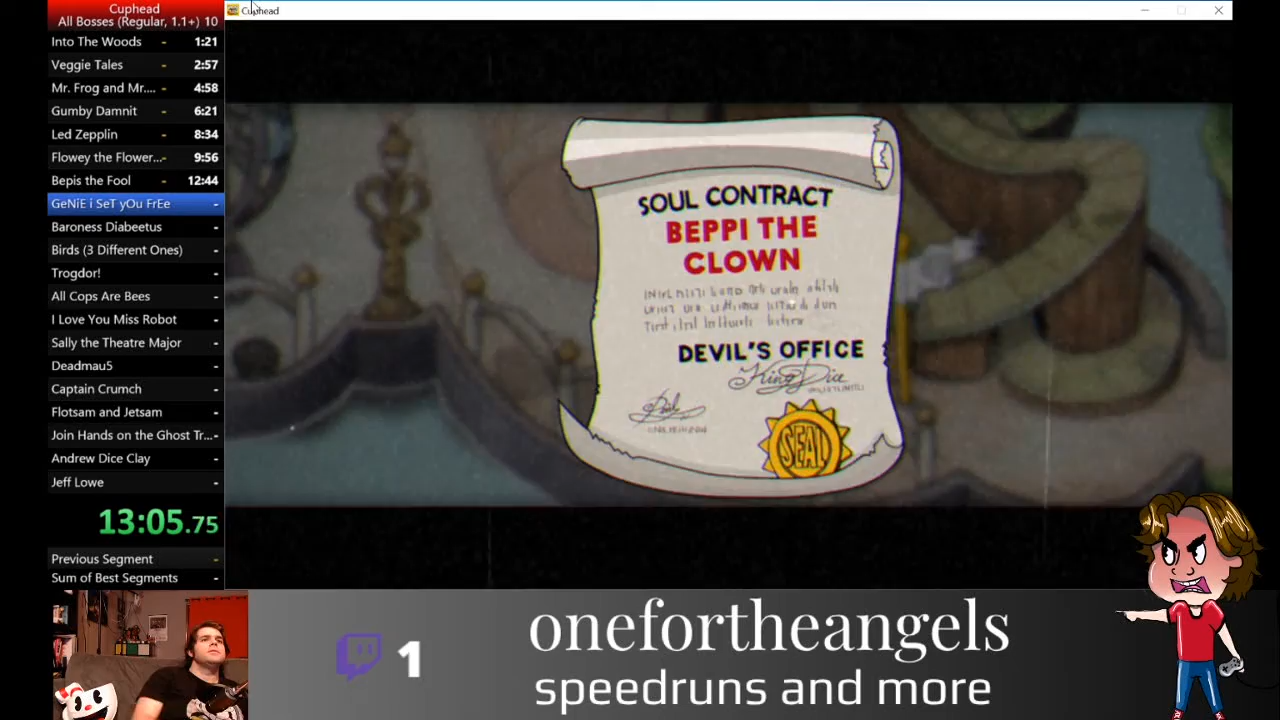 Cuphead
All Bosses (Regular, 1.1+) 10
Into The Woods - 1:21
Veggie Tales - 2:57
Mr. Frog and Mr.... - 4:58
Gumby Damnit - 6:21
Led Zepplin - 8:34
Flowey the Flower... - 9:56
Bepis the Fool - 12:44
GeNiE i SeT yOu FrEe -
Baroness Diabeetus -
Birds (3 Different Ones) -
Trogdor! -
All Cops Are Bees -
I Love You Miss Robot -
Sally the Theatre Major -
Deadmau5 -
Captain Crunch -
Flotsam and Jetsam -
Join Hands on the Ghost Tr... -
Andrew Dice Clay -
Jeff Lowe -
13:05.75
Previous Segment -
Sum of Best Segments -
Cuphead
SOUL CONTRACT
BEPPI THE
CLOWN
DEVIL'S OFFICE
King Dice
SEAL
1
onefortheangels
speedruns and more